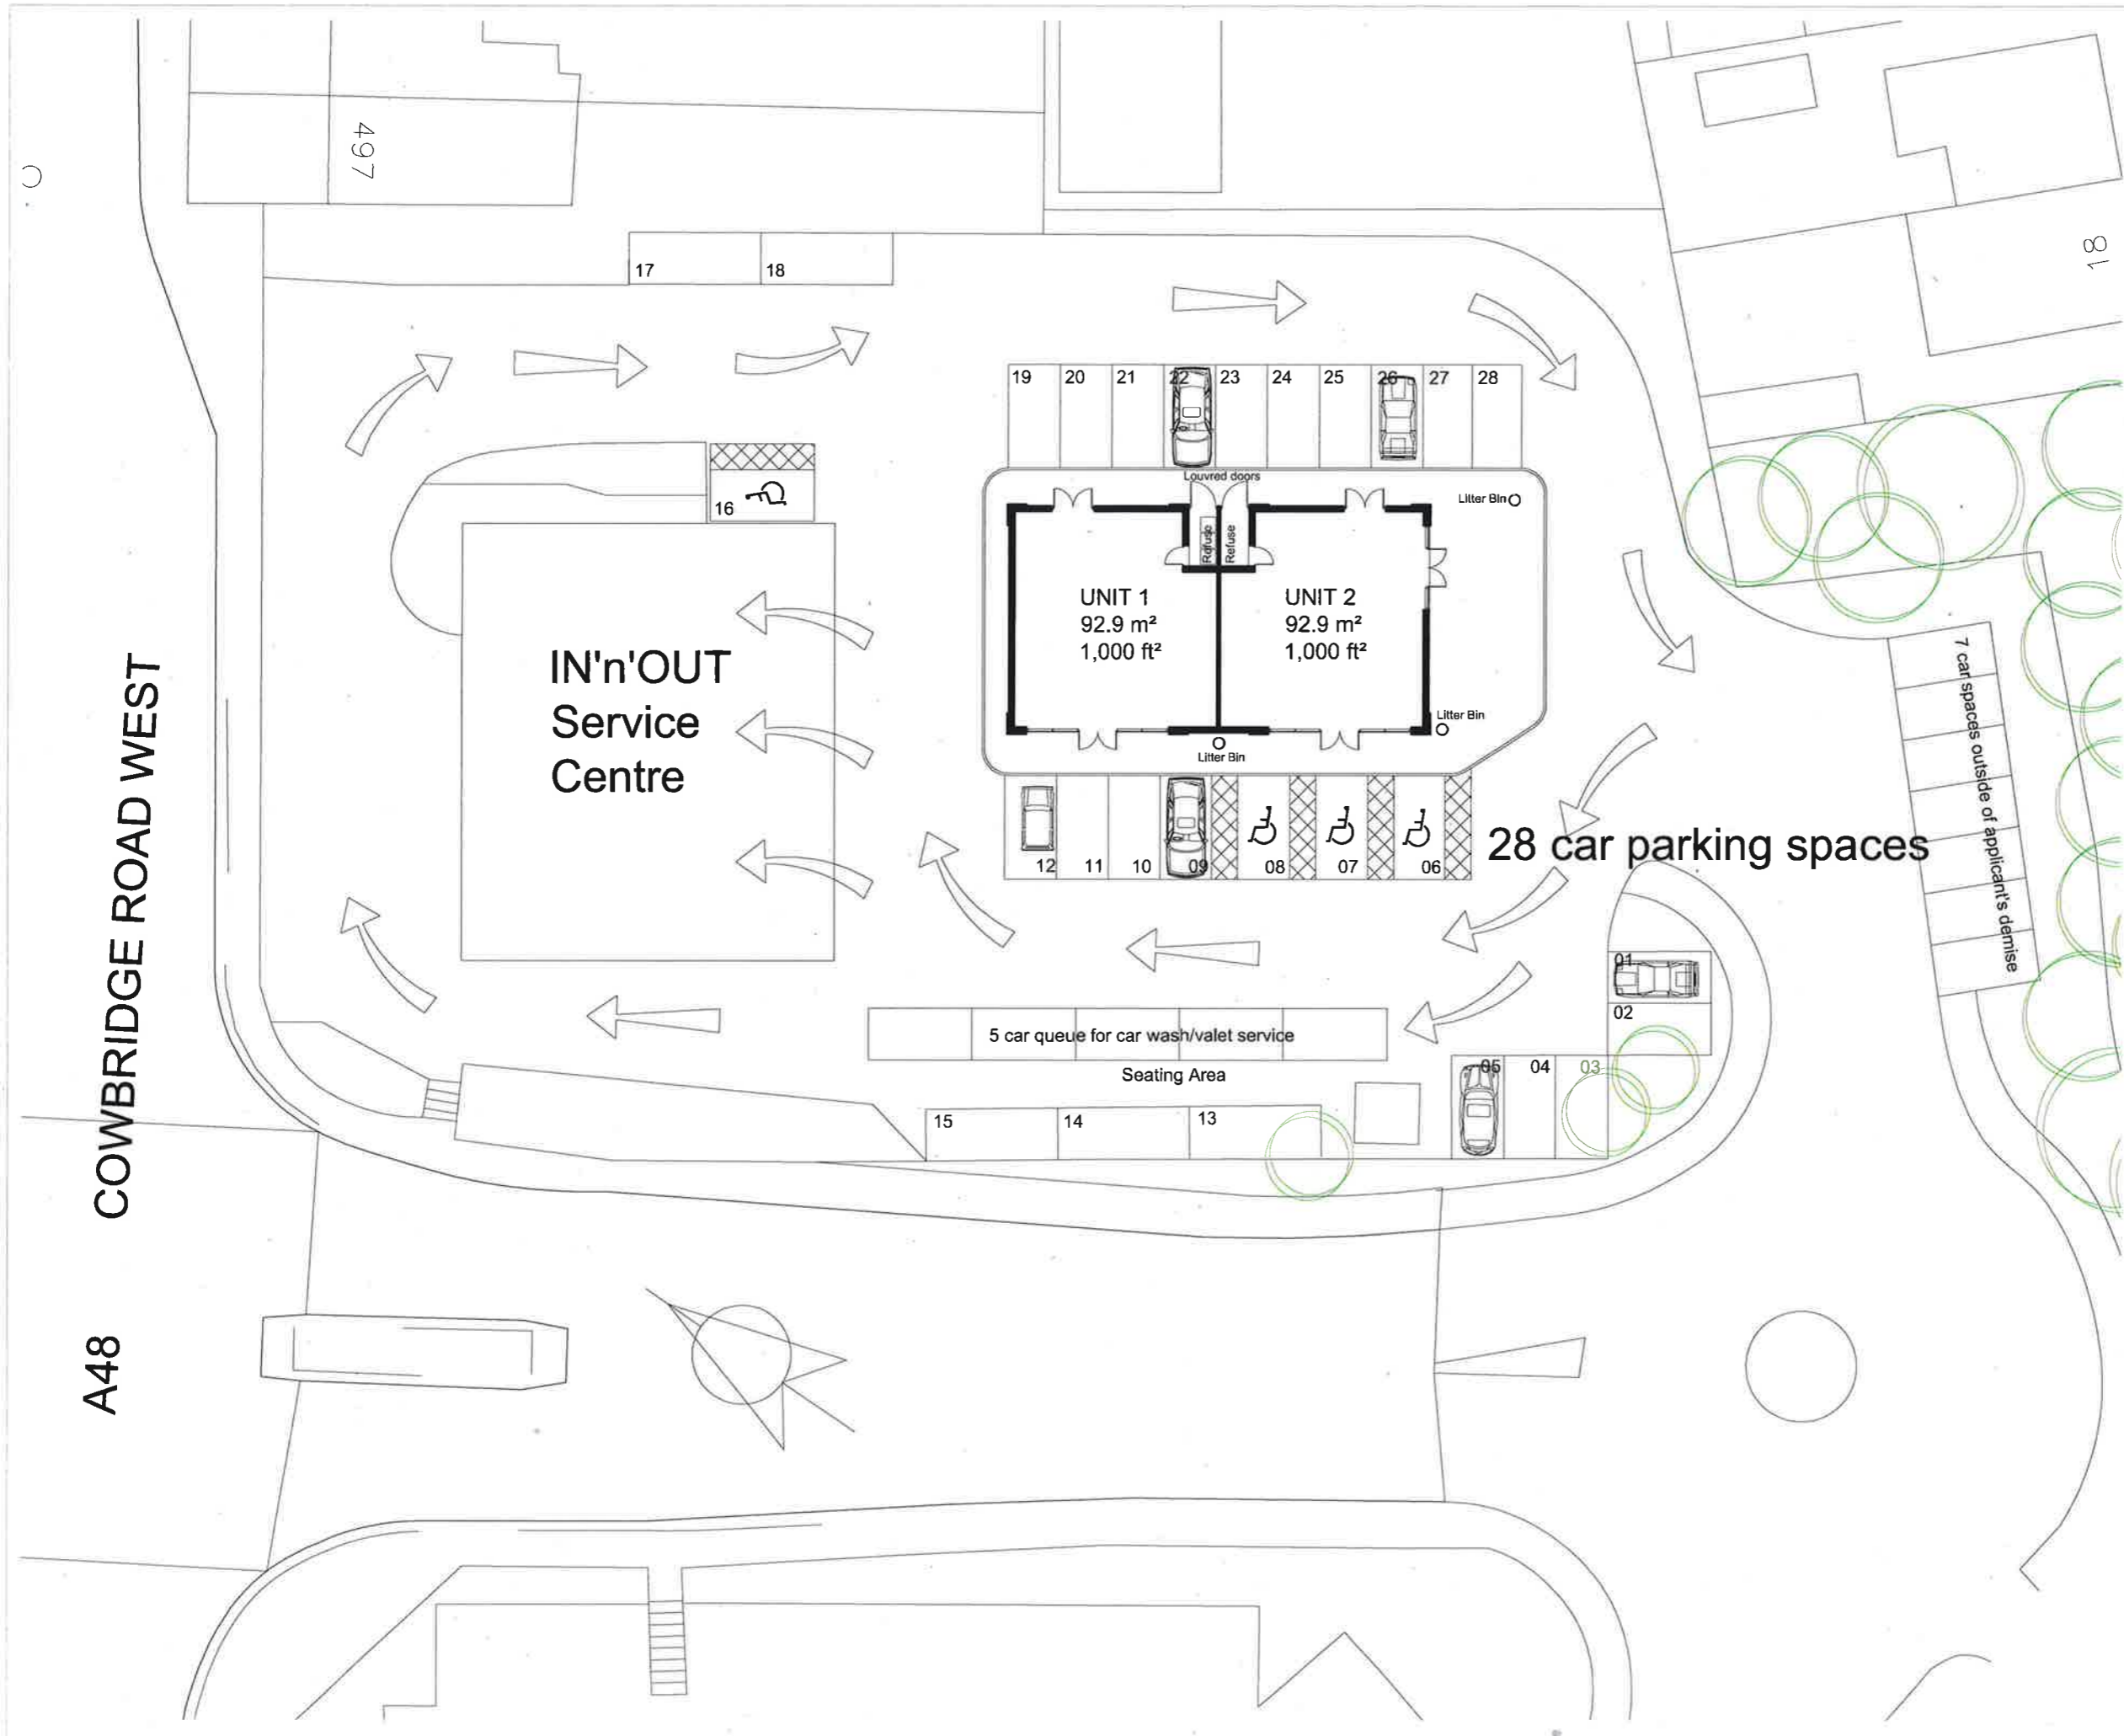 497
18
17
18
19
20
21
22
23
24
25
26
27
28
Louvred doors
Litter Bin
16
Refuse
Refuse
UNIT 1
92.9 m²
1,000 ft²
UNIT 2
92.9 m²
1,000 ft²
IN'n'OUT
Service
Centre
Litter Bin
Litter Bin
7 car spaces outside of applicant's demise
12
11
10
09
08
07
06
28 car parking spaces
01
02
5 car queue for car wash/valet service
Seating Area
05
04
03
15
14
13
A48 COWBRIDGE ROAD WEST